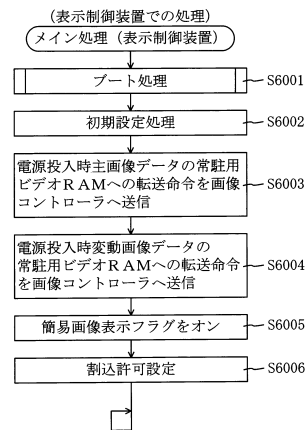 (表示制御装置での処理)
メイン処理(表示制御装置)
ブート処理
S6001
初期設定処理
S6002
電源投入時主画像データの常駐用
ビデオRAMへの転送命令を画像
コントローラへ送信
S6003
電源投入時変動画像データの
常駐用ビデオRAMへの転送命令
を画像コントローラへ送信
S6004
簡易画像表示フラグをオン
S6005
割込許可設定
S6006